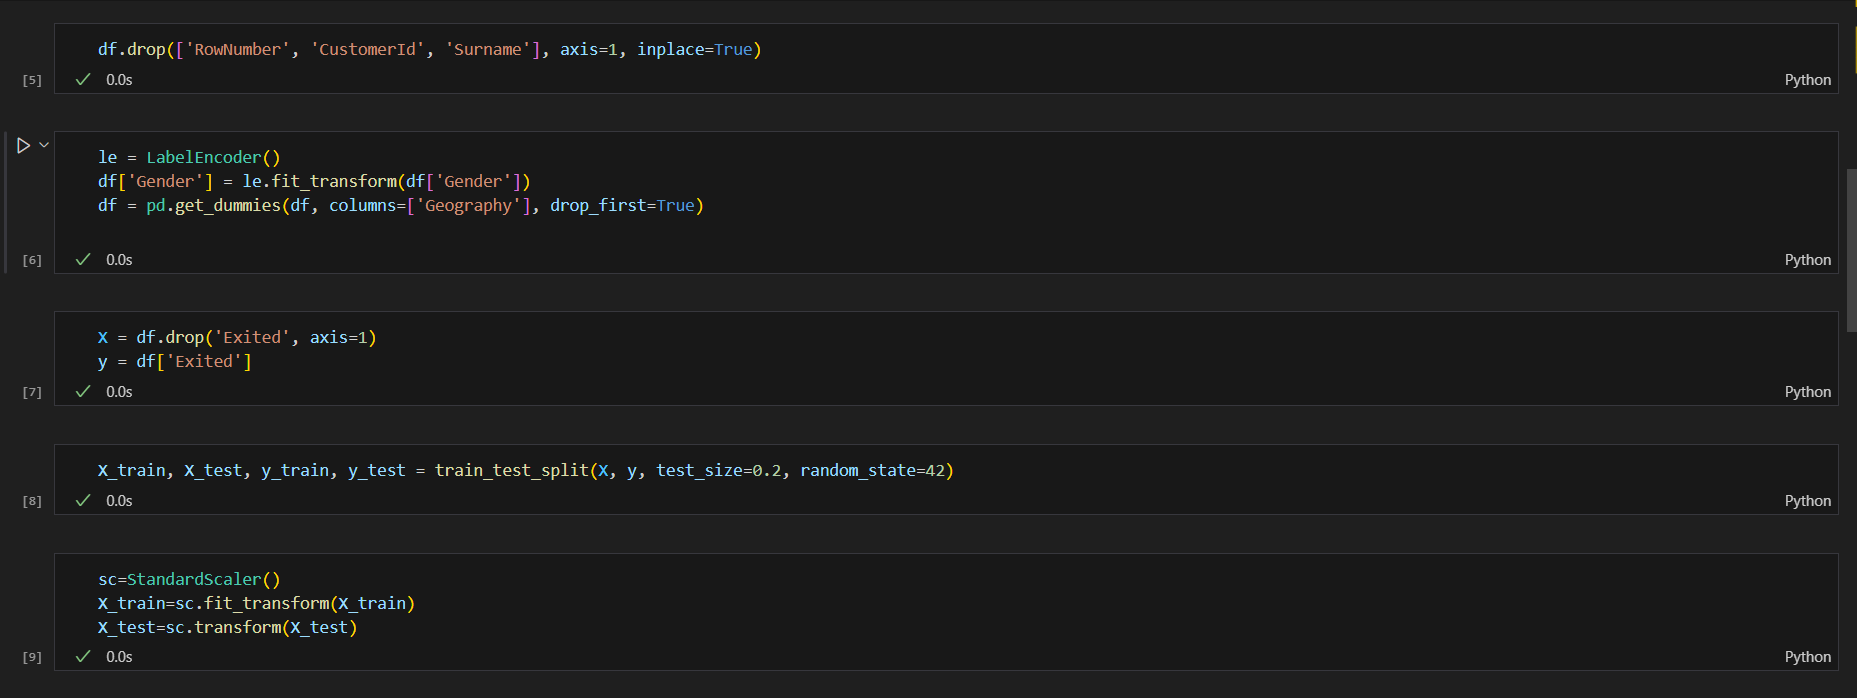 df.drop(['RowNumber', 'CustomerId', 'Surname'], axis=1, inplace=True)
[5] 0.0s Python
le = LabelEncoder()
df['Gender'] = le.fit_transform(df['Gender'])
df = pd.get_dummies(df, columns=['Geography'], drop_first=True)
[6] 0.0s Python
X = df.drop('Exited', axis=1)
y = df['Exited']
[7] 0.0s Python
X_train, X_test, y_train, y_test = train_test_split(X, y, test_size=0.2, random_state=42)
[8] 0.0s Python
sc=StandardScaler()
X_train=sc.fit_transform(X_train)
X_test=sc.transform(X_test)
[9] 0.0s Python